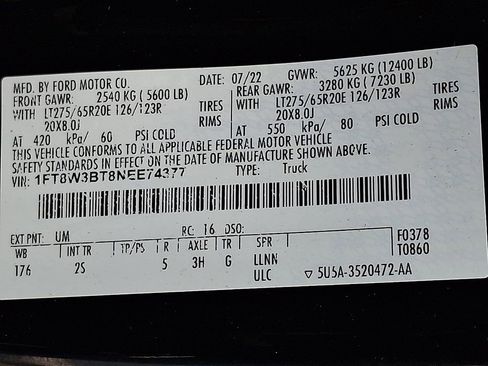 MFD. BY FORD MOTOR CO. DATE: 07/22 GVWR: 5625 KG (12400 LB)
FRONT GAWR: 2540 KG (5600 LB) REAR GAWR: 3280 KG (7230 LB)
WITH LT275/65R20E 126/123R TIRES WITH LT275/65R20E 126/123R TIRES
20X8.0J RIMS 20X8.0J RIMS
AT 420 kPa/ 60 PSI COLD AT 550 kPa/ 80 PSI COLD
THIS VEHICLE CONFORMS TO ALL APPLICABLE FEDERAL MOTOR VEHICLE
SAFETY STANDARDS IN EFFECT ON THE DATE OF MANUFACTURE SHOWN ABOVE.
VIN: 1FT8W3BT8NEE74377 TYPE: Truck
EXT PNT: UM RC: 16 DSO: F0378
WB INT TR TP/PS R AXLE TR SPR T0860
176 2S 5 3H G LLNN
ULC ▽ 5U5A-3520472-AA